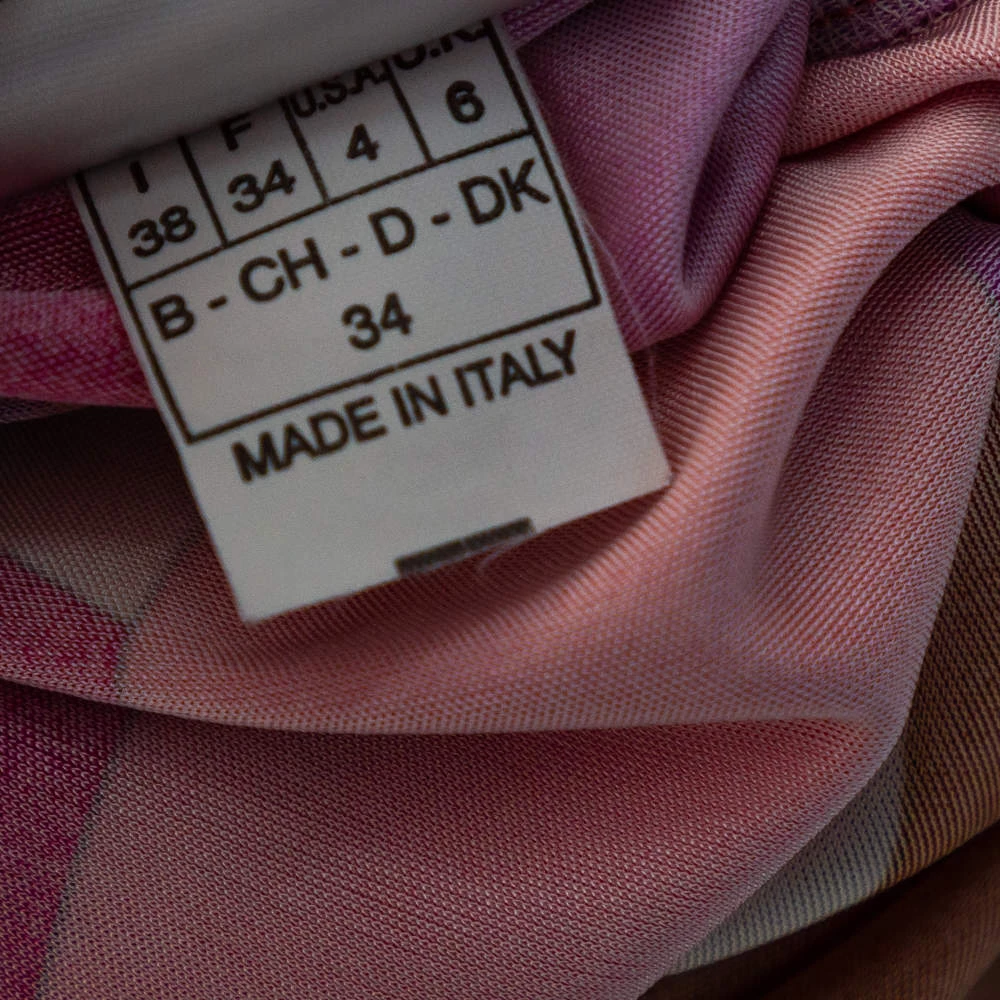 I F U.S.A. U.K.
38 34 4 6
B - CH - D - DK
34
MADE IN ITALY